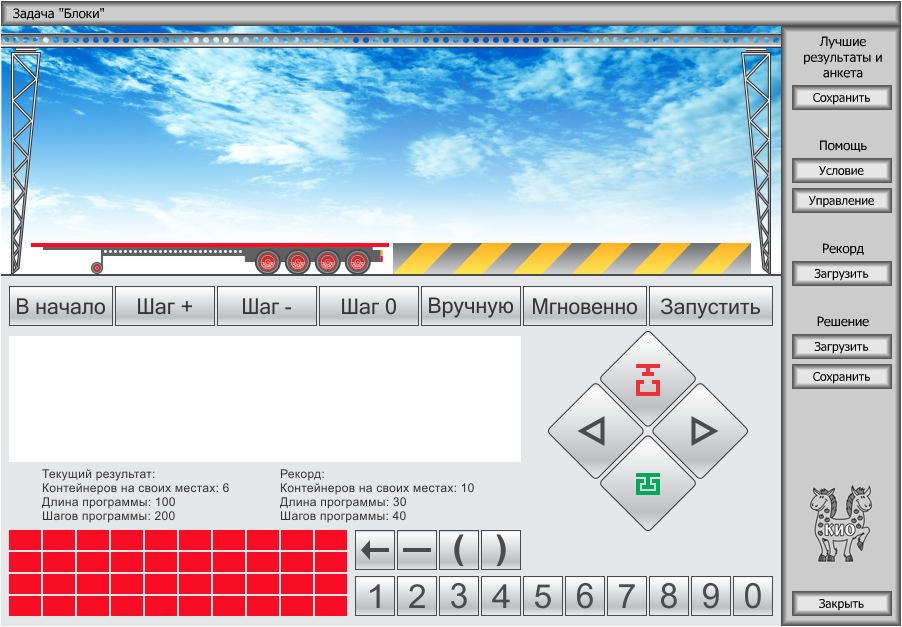 Задача "Блоки"
Лучшие
результаты и
анкета
Сохранить
Помощь
Условие
Управление
Рекорд
Загрузить
Решение
Загрузить
Сохранить
В начало Шаг + Шаг - Шаг 0 Вручную Мгновенно Запустить
Текущий результат:
Контейнеров на своих местах: 6
Длина программы: 100
Шагов программы: 200
Рекорд:
Контейнеров на своих местах: 10
Длина программы: 30
Шагов программы: 40
( )
1 2 3 4 5 6 7 8 9 0
КИО
Закрыть